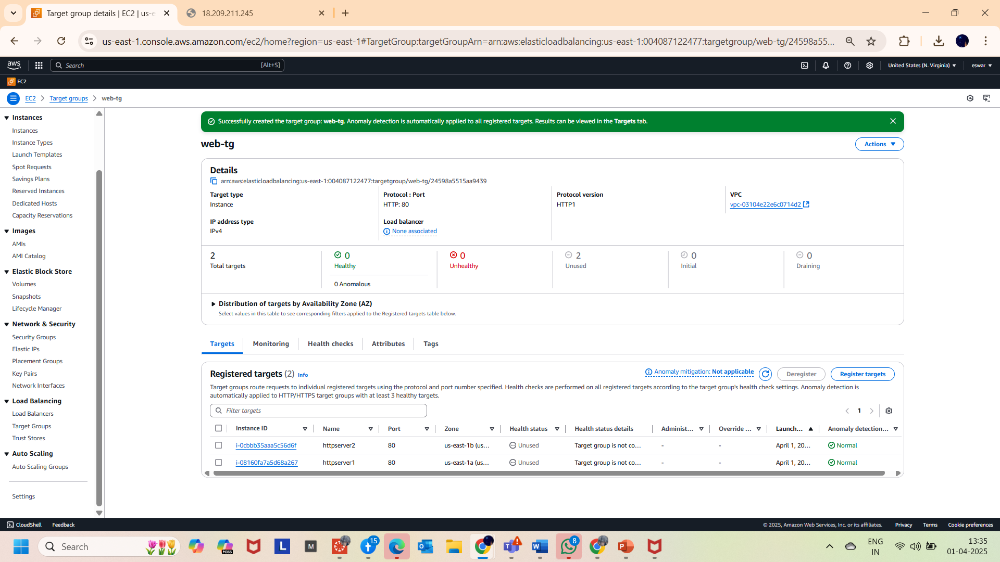 Target group details | EC2 | us-e
18.209.211.245
us-east-1.console.aws.amazon.com/ec2/home?region=us-east-1#TargetGroup:targetGroupArn=arn:aws:elasticloadbalancing:us-east-1:004087122477:targetgroup/web-tg/24598a55...
aws
Search
[Alt+S]
United States (N. Virginia)
eswar
EC2
EC2
Target groups
web-tg
Instances
Instances
Instance Types
Launch Templates
Spot Requests
Savings Plans
Reserved Instances
Dedicated Hosts
Capacity Reservations
Images
AMIs
AMI Catalog
Elastic Block Store
Volumes
Snapshots
Lifecycle Manager
Network & Security
Security Groups
Elastic IPs
Placement Groups
Key Pairs
Network Interfaces
Load Balancing
Load Balancers
Target Groups
Trust Stores
Auto Scaling
Auto Scaling Groups
Settings
Successfully created the target group: web-tg. Anomaly detection is automatically applied to all registered targets. Results can be viewed in the Targets tab.
web-tg
Actions
Details
arn:aws:elasticloadbalancing:us-east-1:004087122477:targetgroup/web-tg/24598a5515aa9439
Target type
Instance
Protocol : Port
HTTP: 80
Protocol version
HTTP1
VPC
vpc-03104e22e6c0714d2
IP address type
IPv4
Load balancer
None associated
2
Total targets
0
Healthy
0 Anomalous
0
Unhealthy
2
Unused
0
Initial
0
Draining
Distribution of targets by Availability Zone (AZ)
Select values in this table to see corresponding filters applied to the Registered targets table below.
Targets
Monitoring
Health checks
Attributes
Tags
Registered targets (2) Info
Anomaly mitigation: Not applicable
Deregister
Register targets
Target groups route requests to individual registered targets using the protocol and port number specified. Health checks are performed on all registered targets according to the target group's health check settings. Anomaly detection is
automatically applied to HTTP/HTTPS target groups with at least 3 healthy targets.
Filter targets
1
Instance ID Name Port Zone Health status Health status details Administ... Override ... Launch... Anomaly detection...
i-0cbbb35aaa5c56d6f httpserver2 80 us-east-1b (us... Unused Target group is not co... - - April 1, 20... Normal
i-08160fa7a5d68a267 httpserver1 80 us-east-1a (us... Unused Target group is not co... - - April 1, 20... Normal
CloudShell
Feedback
© 2025, Amazon Web Services, Inc. or its affiliates.
Privacy
Terms
Cookie preferences
Search
M365
L
M
15
T
W
8
P
ENG
IN
13:35
01-04-2025